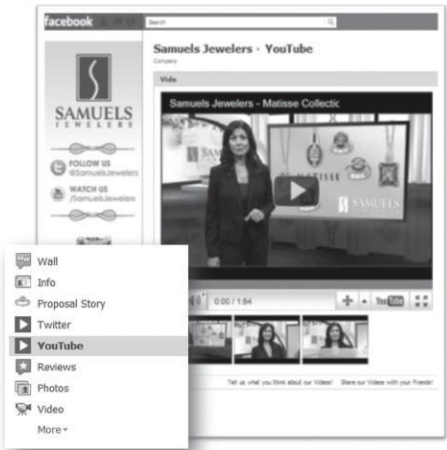 facebook
Search
Samuels Jewelers - YouTube
Company
Vide
SAMUELS
JEWELERS
FOLLOW US
@SamuelsJewelers
WATCH US
/SamuelsJewelers
Samuels Jewelers - Matisse Collectic
MATISSE
SAMUELS
0:00 / 1:54
YouTube
Tell us what you think about our Videos! Share our Videos with your Friends!
Wall
Info
Proposal Story
Twitter
YouTube
Reviews
Photos
Video
More